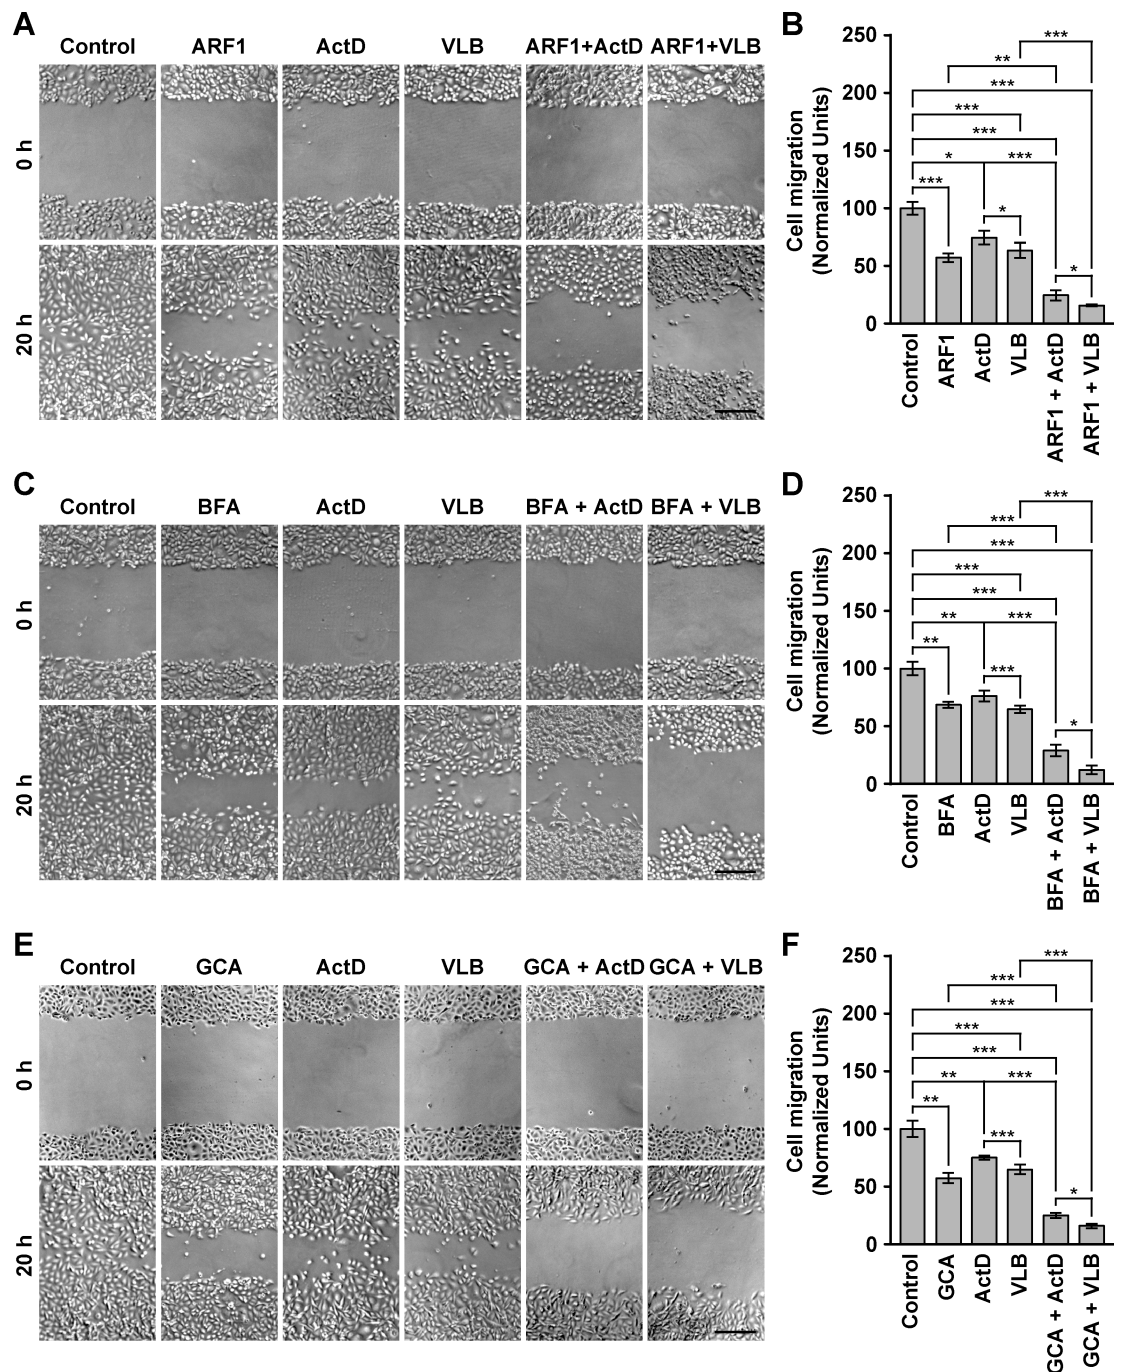 A
Control ARF1 ActD VLB ARF1+ActD ARF1+VLB
0 h
20 h
B
Cell migration
(Normalized Units)
250
200
150
100
50
0
***
**
***
***
***
* ***
***
*
*
Control
ARF1
ActD
VLB
ARF1 + ActD
ARF1 + VLB
C
Control BFA ActD VLB BFA + ActD BFA + VLB
0 h
20 h
D
Cell migration
(Normalized Units)
250
200
150
100
50
0
***
***
***
***
***
** ***
**
***
*
Control
BFA
ActD
VLB
BFA + ActD
BFA + VLB
E
Control GCA ActD VLB GCA + ActD GCA + VLB
0 h
20 h
F
Cell migration
(Normalized Units)
250
200
150
100
50
0
***
***
***
***
***
** ***
**
***
*
Control
GCA
ActD
VLB
GCA + ActD
GCA + VLB